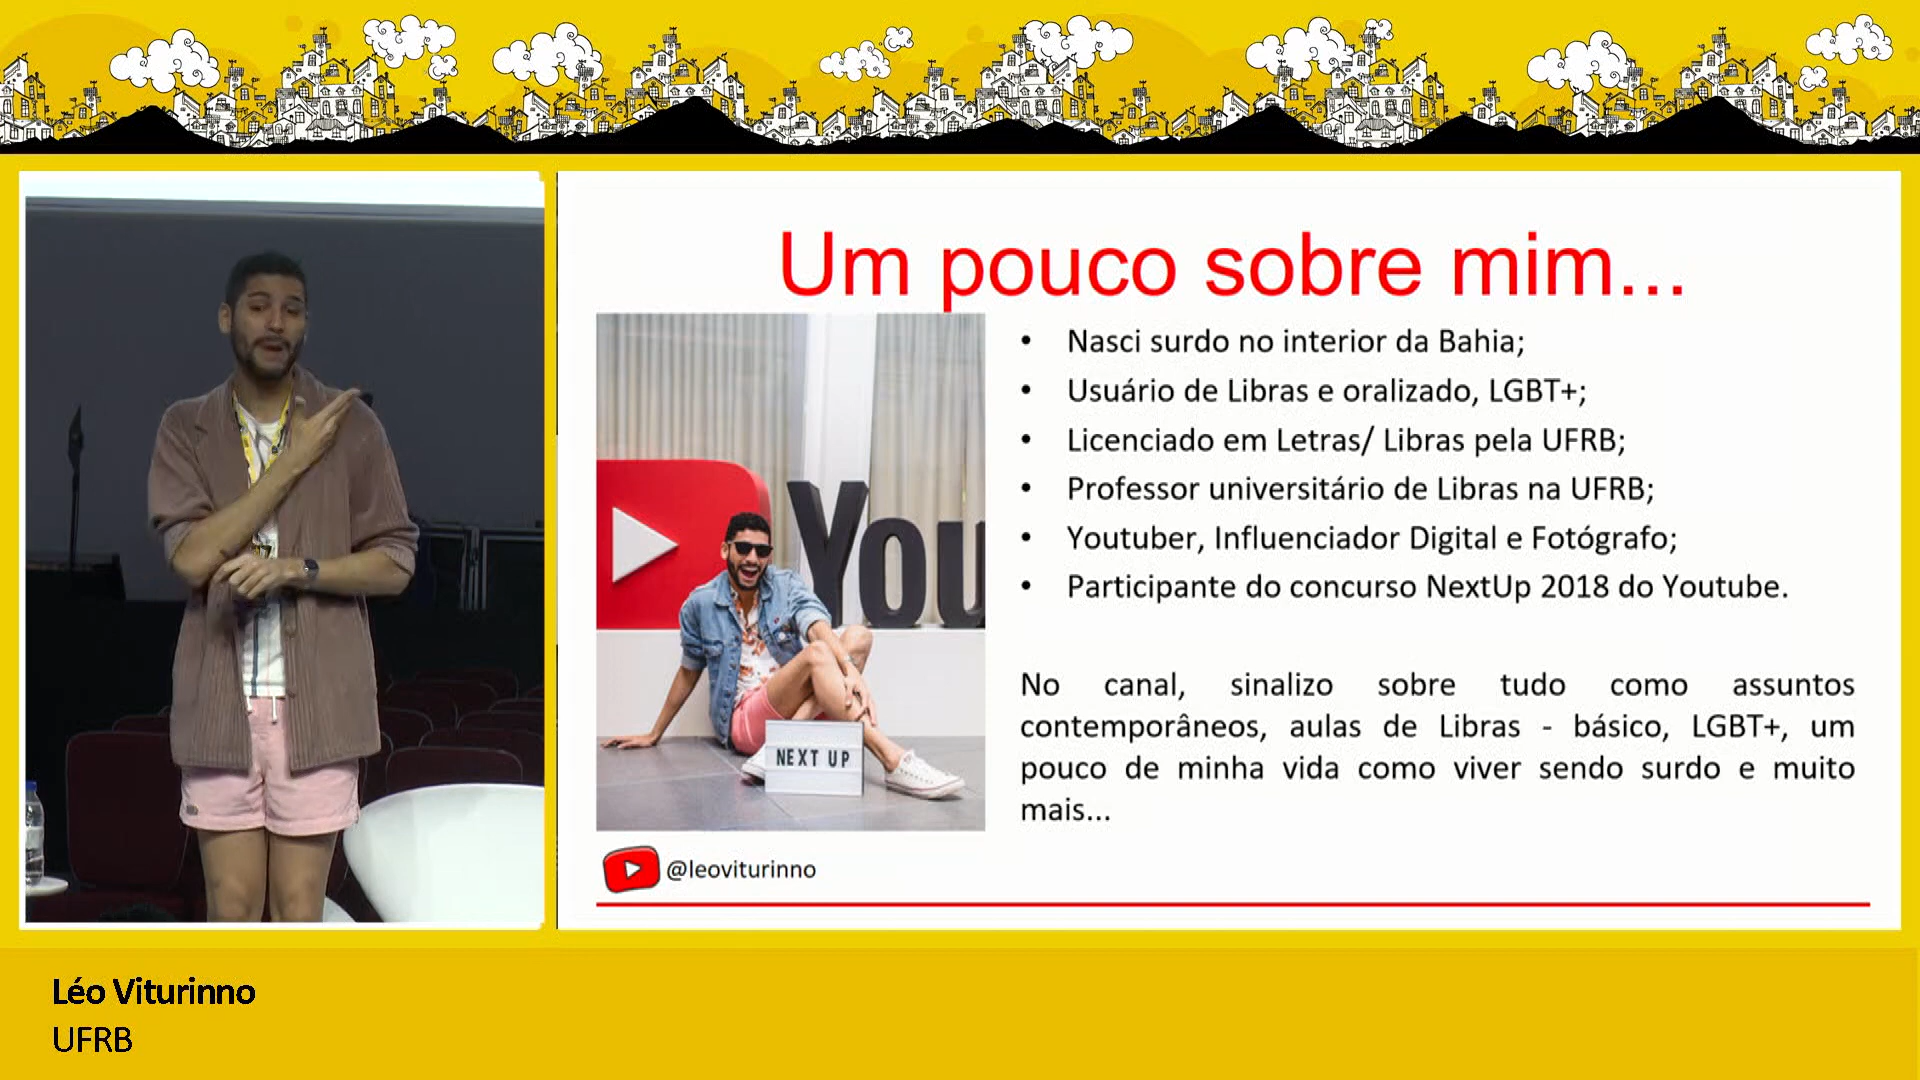 Um pouco sobre mim...
• Nasci surdo no interior da Bahia;
• Usuário de Libras e oralizado, LGBT+;
• Licenciado em Letras/ Libras pela UFRB;
• Professor universitário de Libras na UFRB;
• Youtuber, Influenciador Digital e Fotógrafo;
• Participante do concurso NextUp 2018 do Youtube.
No canal, sinalizo sobre tudo como assuntos
contemporâneos, aulas de Libras - básico, LGBT+, um
pouco de minha vida como viver sendo surdo e muito
mais...
You
NEXT UP
@leoviturinno
Léo Viturinno
UFRB